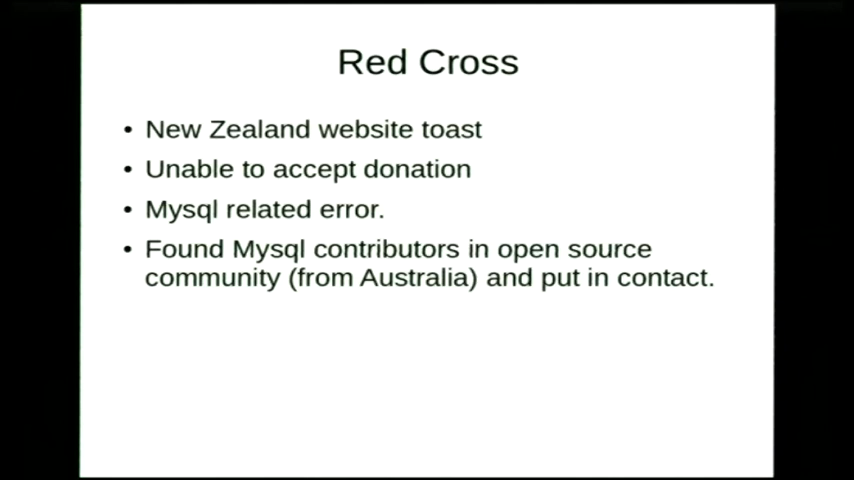 Red Cross
• New Zealand website toast
• Unable to accept donation
• Mysql related error.
• Found Mysql contributors in open source
community (from Australia) and put in contact.